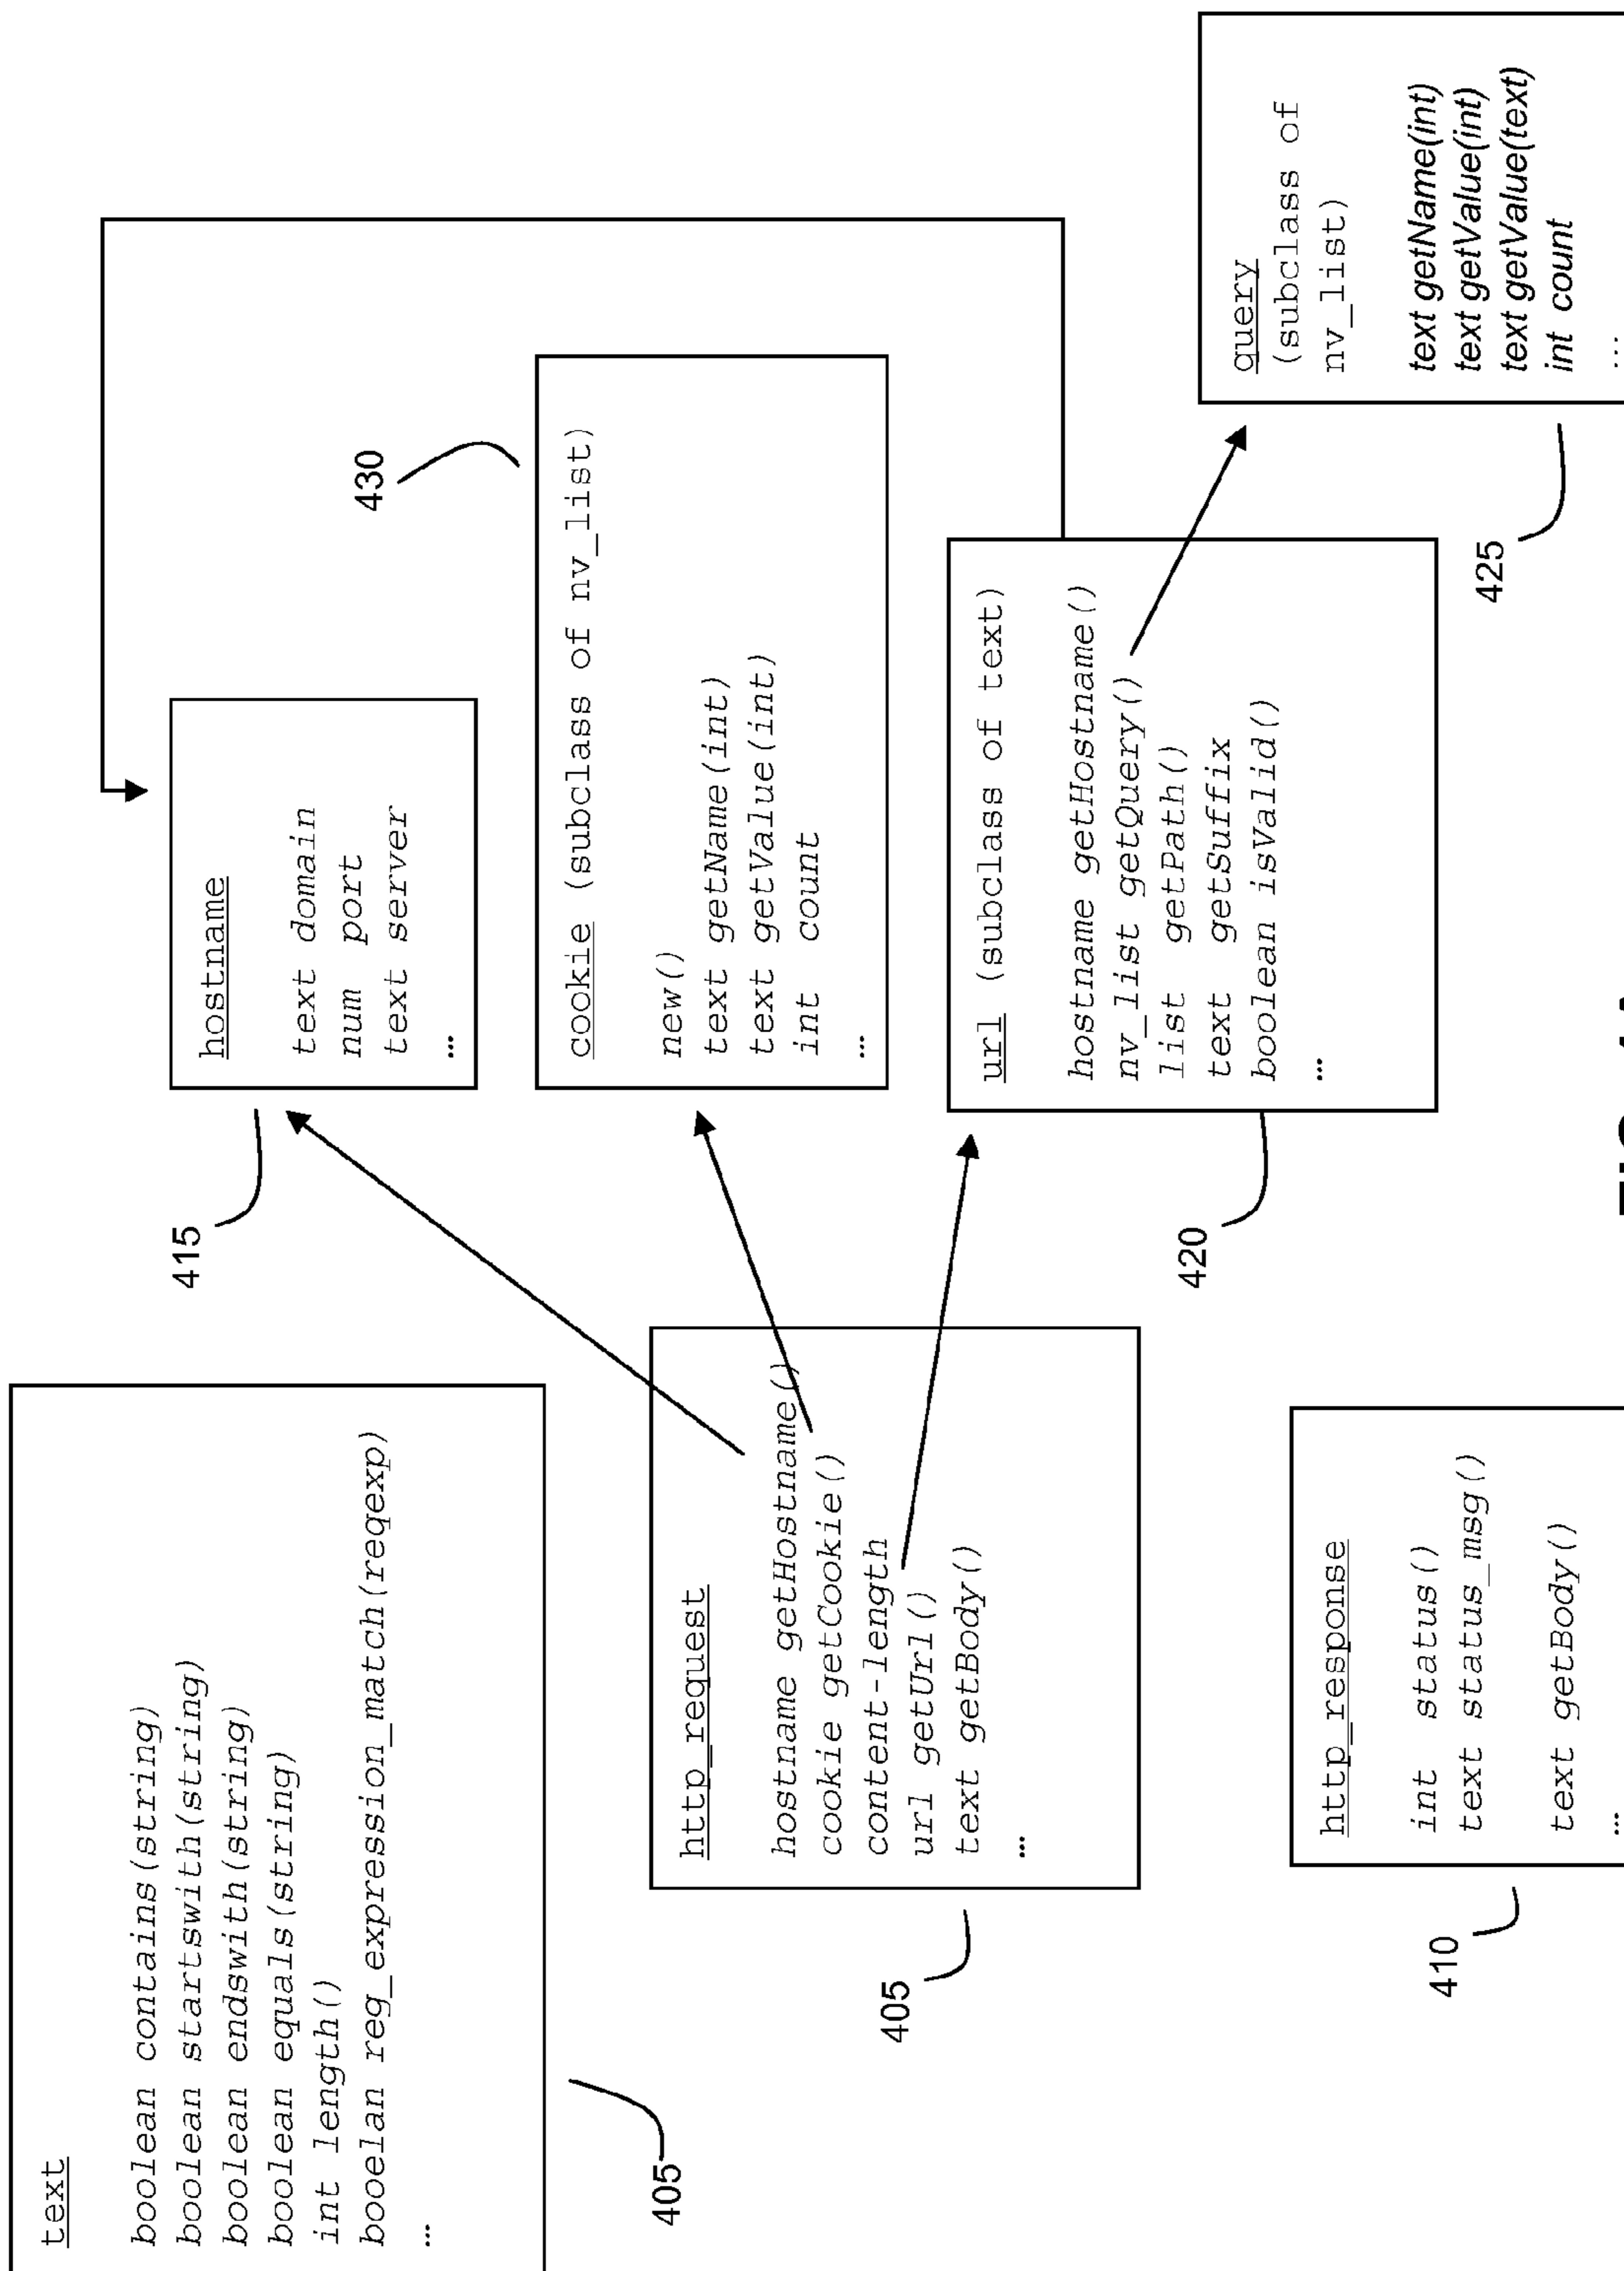 text
boolean contains(string)
boolean startswith(string)
boolean endswith(string)
boolean equals(string)
int length()
booelan reg_expression_match(reqexp)
...
405
http_request
hostname getHostname()
cookie getCookie()
content-length
url getUrl()
text getBody()
...
405
http_response
int status()
text status_msg()
text getBody()
...
410
hostname
text domain
num port
text server
...
415
cookie (subclass of nv_list)
new()
text getName(int)
text getValue(int)
int count
...
430
url (subclass of text)
hostname getHostname()
nv_list getQuery()
list getPath()
text getSuffix
boolean isValid()
...
420
query
(subclass of
nv_list)
text getName(int)
text getValue(int)
text getValue(text)
int count
...
425